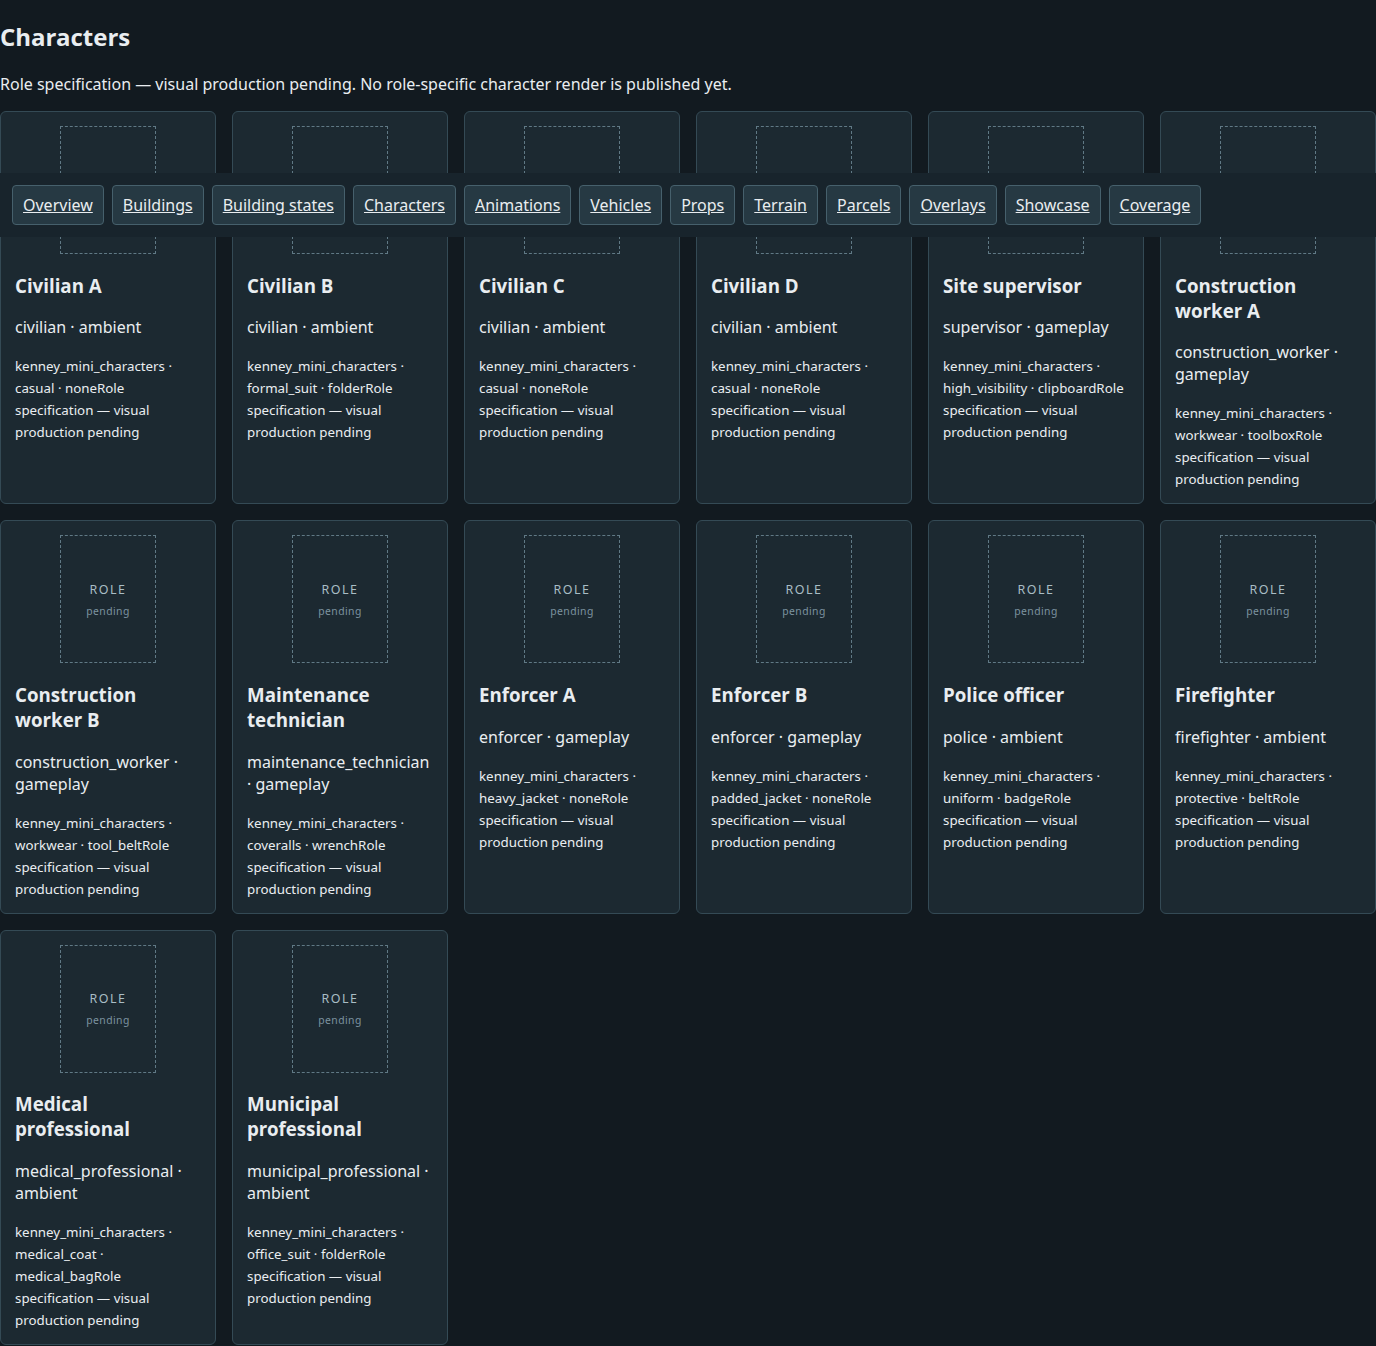 Characters
Role specification — visual production pending. No role-specific character render is published yet.
Overview Buildings Building states Characters Animations Vehicles Props Terrain Parcels Overlays Showcase Coverage
Civilian A
civilian · ambient
kenney_mini_characters ·
casual · noneRole
specification — visual
production pending
Civilian B
civilian · ambient
kenney_mini_characters ·
formal_suit · folderRole
specification — visual
production pending
Civilian C
civilian · ambient
kenney_mini_characters ·
casual · noneRole
specification — visual
production pending
Civilian D
civilian · ambient
kenney_mini_characters ·
casual · noneRole
specification — visual
production pending
Site supervisor
supervisor · gameplay
kenney_mini_characters ·
high_visibility · clipboardRole
specification — visual
production pending
Construction
worker A
construction_worker ·
gameplay
kenney_mini_characters ·
workwear · toolboxRole
specification — visual
production pending
ROLE
pending
Construction
worker B
construction_worker ·
gameplay
kenney_mini_characters ·
workwear · tool_beltRole
specification — visual
production pending
ROLE
pending
Maintenance
technician
maintenance_technician
· gameplay
kenney_mini_characters ·
coveralls · wrenchRole
specification — visual
production pending
ROLE
pending
Enforcer A
enforcer · gameplay
kenney_mini_characters ·
heavy_jacket · noneRole
specification — visual
production pending
ROLE
pending
Enforcer B
enforcer · gameplay
kenney_mini_characters ·
padded_jacket · noneRole
specification — visual
production pending
ROLE
pending
Police officer
police · ambient
kenney_mini_characters ·
uniform · badgeRole
specification — visual
production pending
ROLE
pending
Firefighter
firefighter · ambient
kenney_mini_characters ·
protective · beltRole
specification — visual
production pending
ROLE
pending
Medical
professional
medical_professional ·
ambient
kenney_mini_characters ·
medical_coat ·
medical_bagRole
specification — visual
production pending
ROLE
pending
Municipal
professional
municipal_professional ·
ambient
kenney_mini_characters ·
office_suit · folderRole
specification — visual
production pending